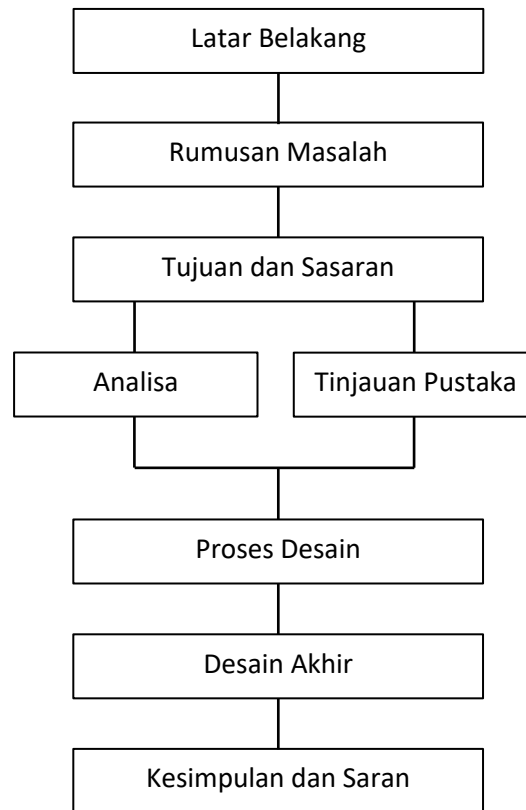 Latar Belakang
Rumusan Masalah
Tujuan dan Sasaran
Analisa
Tinjauan Pustaka
Proses Desain
Desain Akhir
Kesimpulan dan Saran